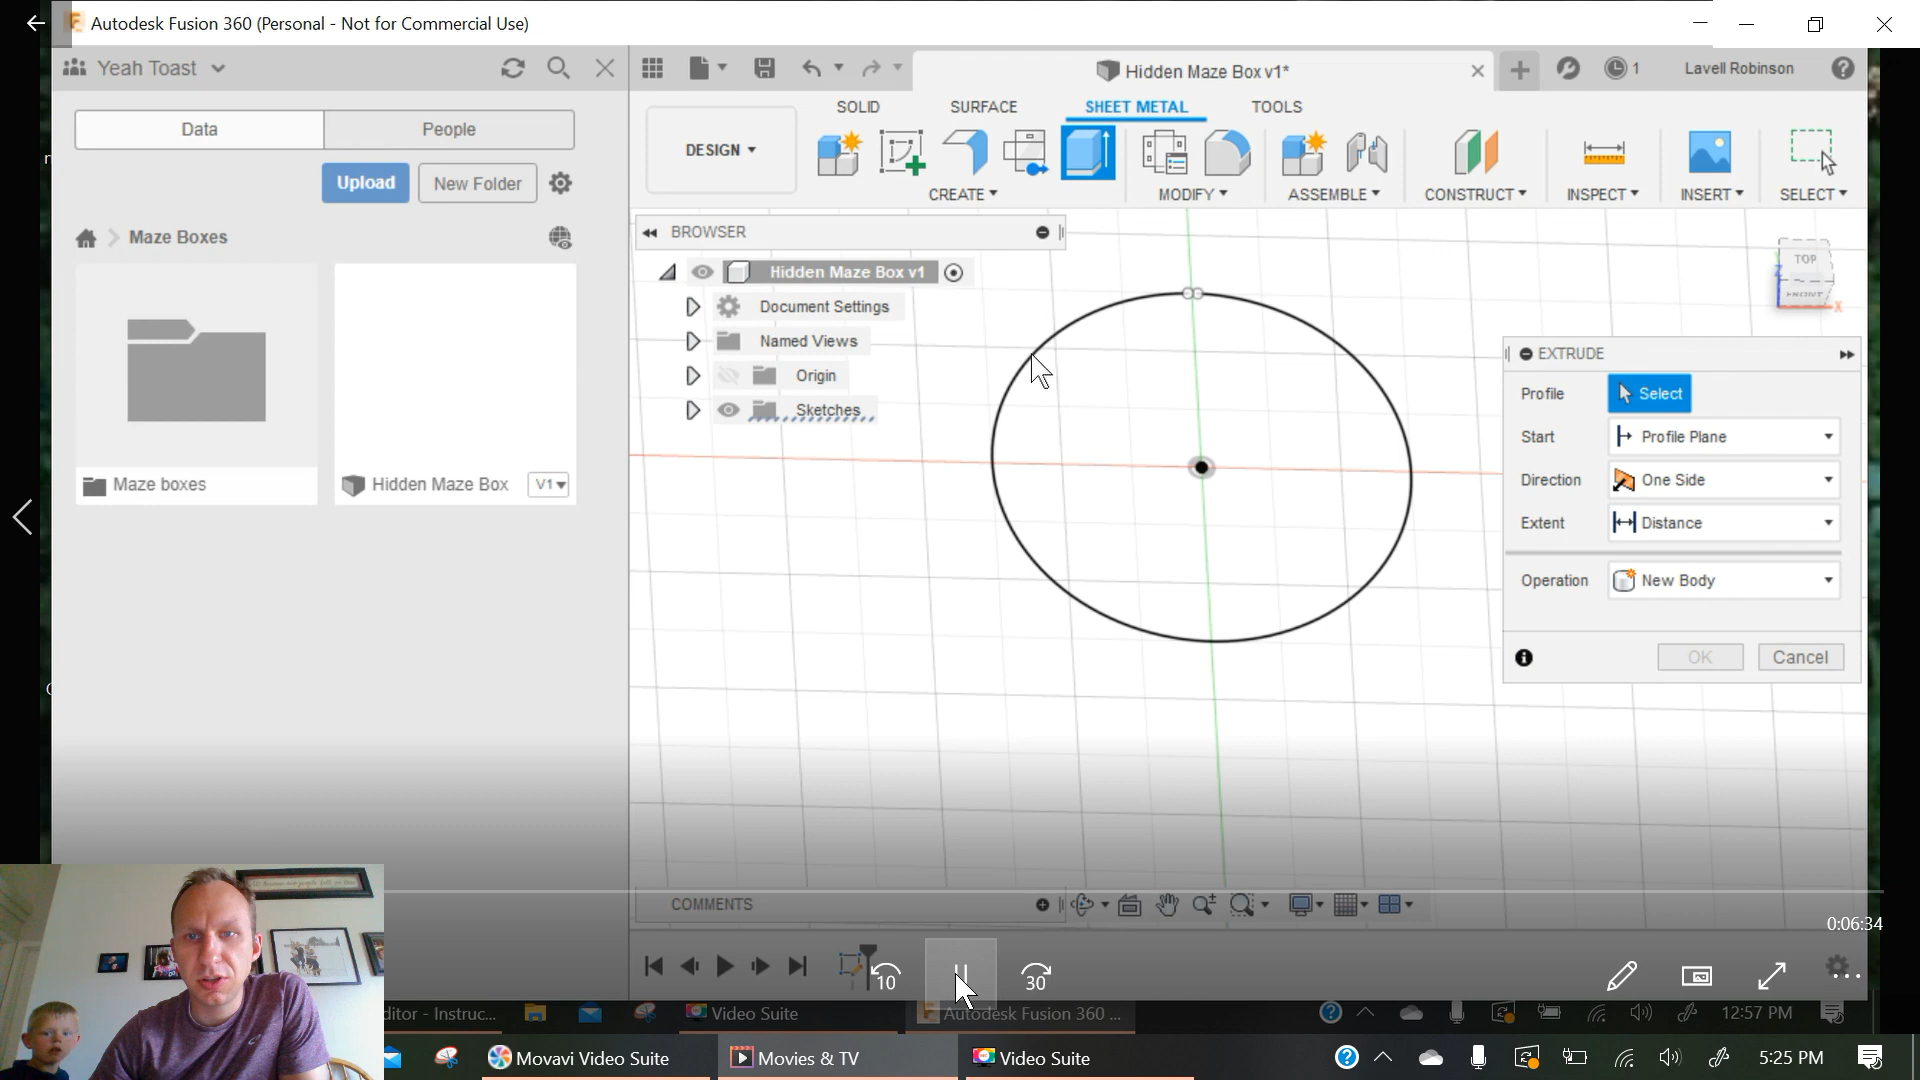 Autodesk Fusion 360 (Personal - Not for Commercial Use)
Yeah Toast
Hidden Maze Box v1*
1
Lavell Robinson
Data
People
Upload
New Folder
Maze Boxes
Maze boxes
Hidden Maze Box
V1
DESIGN
SOLID
SURFACE
SHEET METAL
TOOLS
CREATE
MODIFY
ASSEMBLE
CONSTRUCT
INSPECT
INSERT
SELECT
BROWSER
Hidden Maze Box v1
Document Settings
Named Views
Origin
Sketches
TOP
FRONT
Z
X
EXTRUDE
Profile
Select
Start
Profile Plane
Direction
One Side
Extent
Distance
Operation
New Body
OK
Cancel
COMMENTS
0:06:34
10
30
ditor - Instruc...
Video Suite
Autodesk Fusion 360 ...
12:57 PM
Movavi Video Suite
Movies & TV
Video Suite
5:25 PM